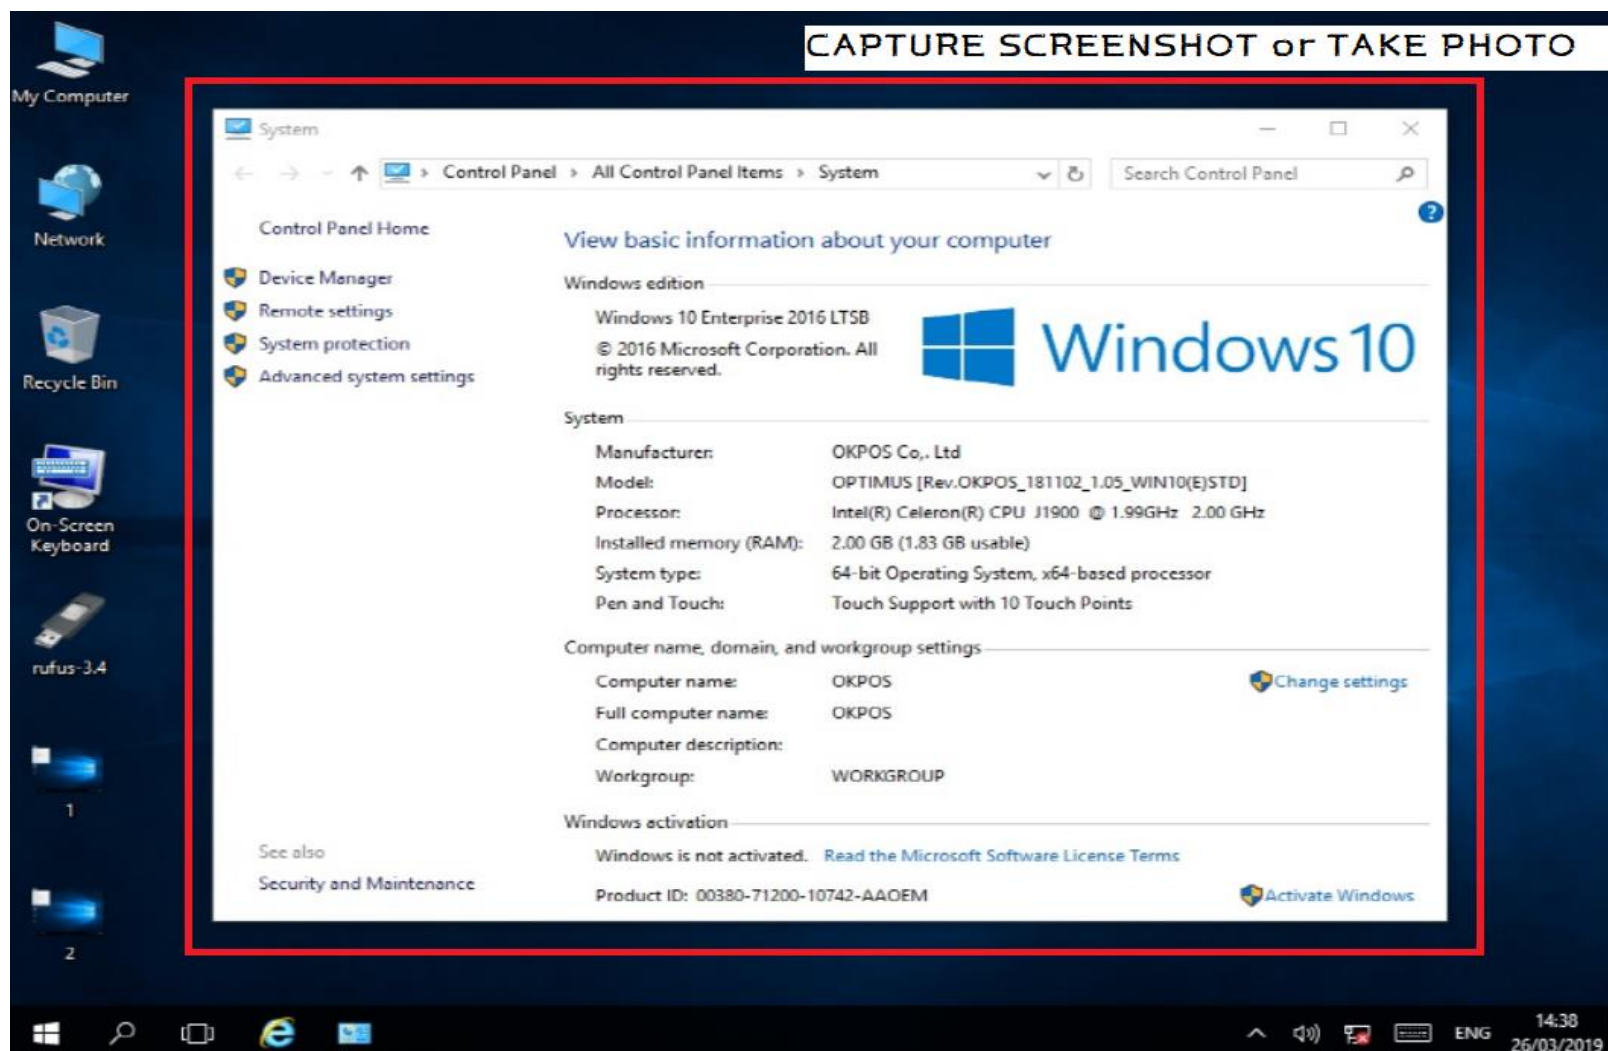 CAPTURE SCREENSHOT or TAKE PHOTO
My Computer
Network
Recycle Bin
On-Screen
Keyboard
rufus-3.4
1
2
System
Control Panel › All Control Panel Items › System
Search Control Panel
Control Panel Home
Device Manager
Remote settings
System protection
Advanced system settings
See also
Security and Maintenance
?
View basic information about your computer
Windows edition
Windows 10 Enterprise 2016 LTSB
© 2016 Microsoft Corporation. All
rights reserved.
Windows 10
System
Manufacturer: OKPOS Co,. Ltd
Model: OPTIMUS [Rev.OKPOS_181102_1.05_WIN10(E)STD]
Processor: Intel(R) Celeron(R) CPU J1900 @ 1.99GHz 2.00 GHz
Installed memory (RAM): 2.00 GB (1.83 GB usable)
System type: 64-bit Operating System, x64-based processor
Pen and Touch: Touch Support with 10 Touch Points
Computer name, domain, and workgroup settings
Computer name: OKPOS Change settings
Full computer name: OKPOS
Computer description:
Workgroup: WORKGROUP
Windows activation
Windows is not activated. Read the Microsoft Software License Terms
Product ID: 00380-71200-10742-AAOEM Activate Windows
ENG
14:38
26/03/2019